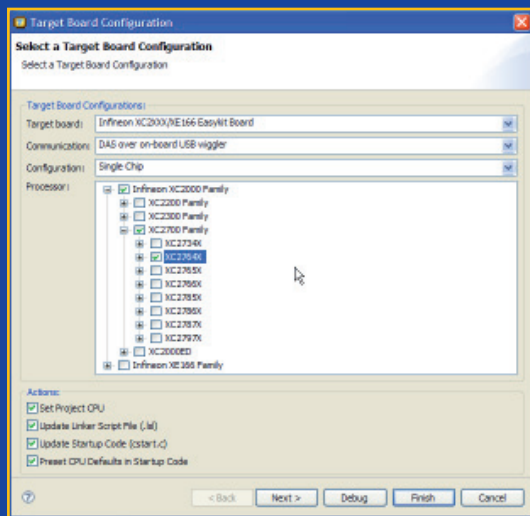 Target Board Configuration
Select a Target Board Configuration
Select a Target Board Configuration
Target Board Configurations:
Target board: Infineon XC2XXX/XE166 Easykit Board
Communication: DAS over on-board USB wiggler
Configuration: Single Chip
Processor: Infineon XC2000 Family
XC2200 Family
XC2300 Family
XC2700 Family
XC2734X
XC2764X
XC2765X
XC2766X
XC2785X
XC2786X
XC2787X
XC2797X
XC2000ED
Infineon XE166 Family
Actions:
Set Project CPU
Update Linker Script File (.lsl)
Update Startup Code (cstart.c)
Preset CPU Defaults in Startup Code
< Back Next > Debug Finish Cancel